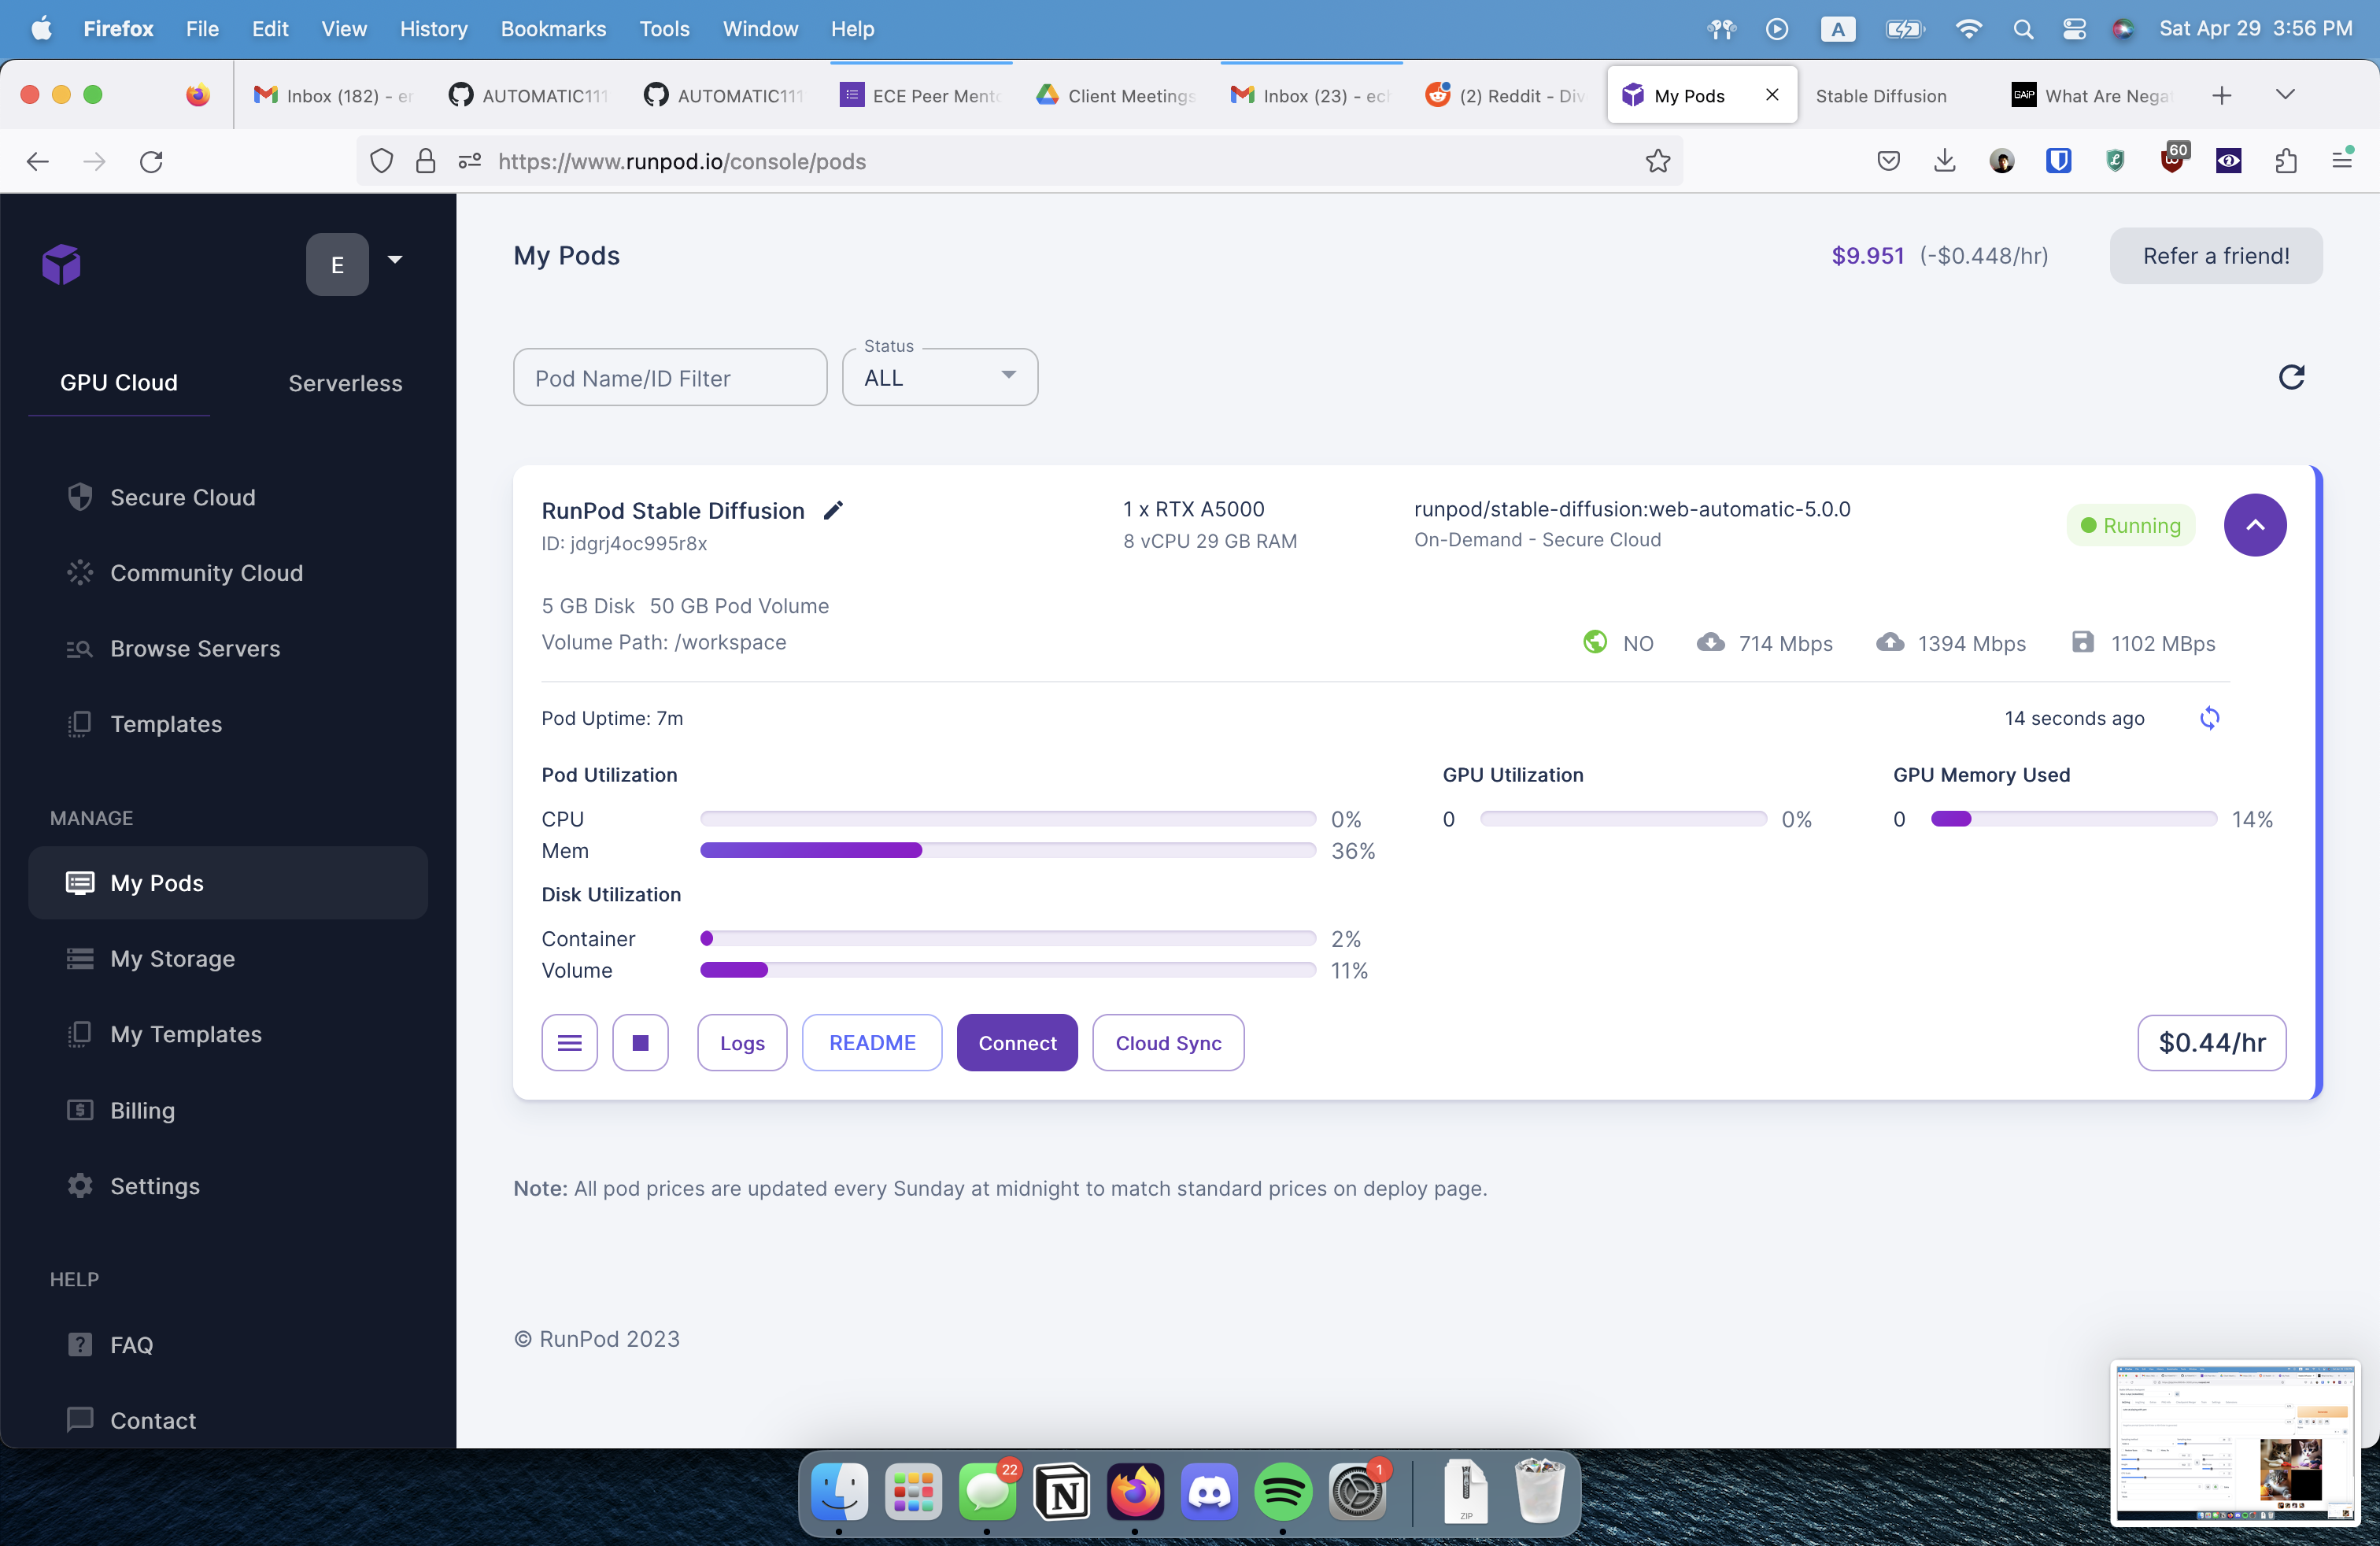 Firefox File Edit View History Bookmarks Tools Window Help A Sat Apr 29 3:56 PM
Inbox (182) - er AUTOMATIC111 AUTOMATIC111 ECE Peer Mento Client Meetings Inbox (23) - ech (2) Reddit - Div My Pods Stable Diffusion GAIP What Are Negat
https://www.runpod.io/console/pods 60
E
My Pods
$9.951 (-$0.448/hr)
Refer a friend!
GPU Cloud Serverless
Pod Name/ID Filter
Status
ALL
Secure Cloud
Community Cloud
Browse Servers
Templates
MANAGE
My Pods
My Storage
My Templates
Billing
Settings
HELP
FAQ
Contact
RunPod Stable Diffusion
ID: jdgrj4oc995r8x
1 x RTX A5000
8 vCPU 29 GB RAM
runpod/stable-diffusion:web-automatic-5.0.0
On-Demand - Secure Cloud
Running
5 GB Disk 50 GB Pod Volume
Volume Path: /workspace
NO 714 Mbps 1394 Mbps 1102 MBps
Pod Uptime: 7m
14 seconds ago
Pod Utilization
CPU 0%
Mem 36%
GPU Utilization
0 0%
GPU Memory Used
0 14%
Disk Utilization
Container 2%
Volume 11%
Logs README Connect Cloud Sync
$0.44/hr
Note: All pod prices are updated every Sunday at midnight to match standard prices on deploy page.
© RunPod 2023
22
1
ZIP